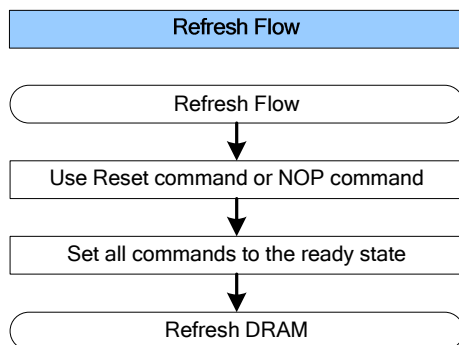 Refresh Flow
Refresh Flow
Use Reset command or NOP command
Set all commands to the ready state
Refresh DRAM